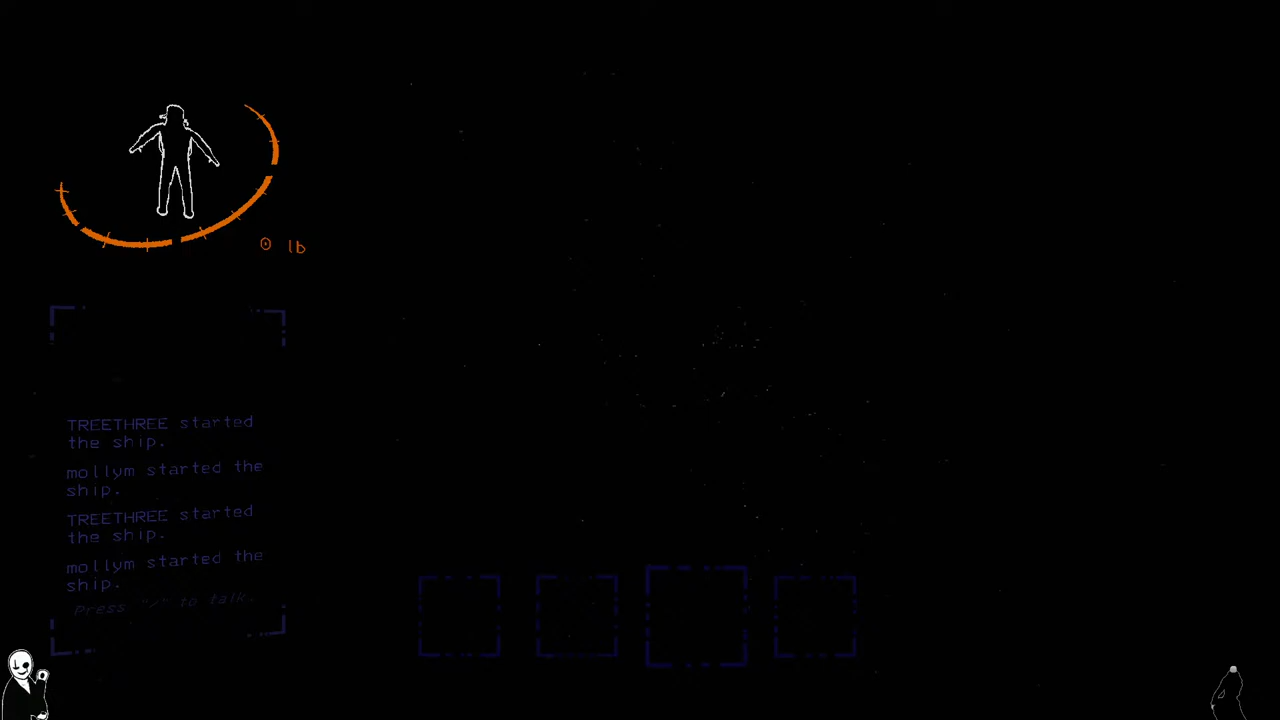 0 lb
TREETHREE started
the ship.
mollym started the
ship.
TREETHREE started
the ship.
mollym started the
ship.
Press "/" to talk.